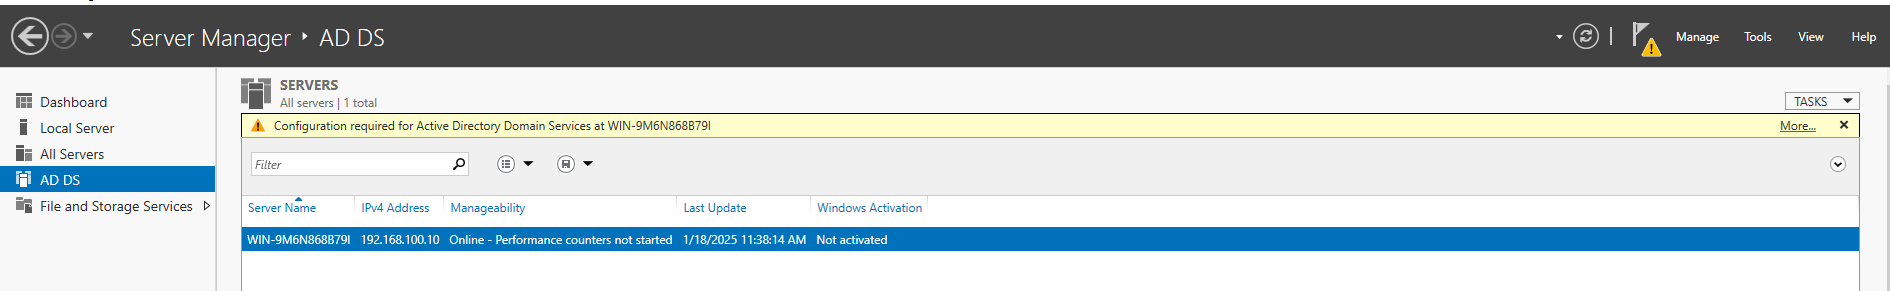 Server Manager ‣ AD DS
Manage Tools View Help
Dashboard
Local Server
All Servers
AD DS
File and Storage Services
SERVERS
All servers | 1 total
TASKS
Configuration required for Active Directory Domain Services at WIN-9M6N868B79I
More...
Filter
Server Name IPv4 Address Manageability Last Update Windows Activation
WIN-9M6N868B79I 192.168.100.10 Online - Performance counters not started 1/18/2025 11:38:14 AM Not activated